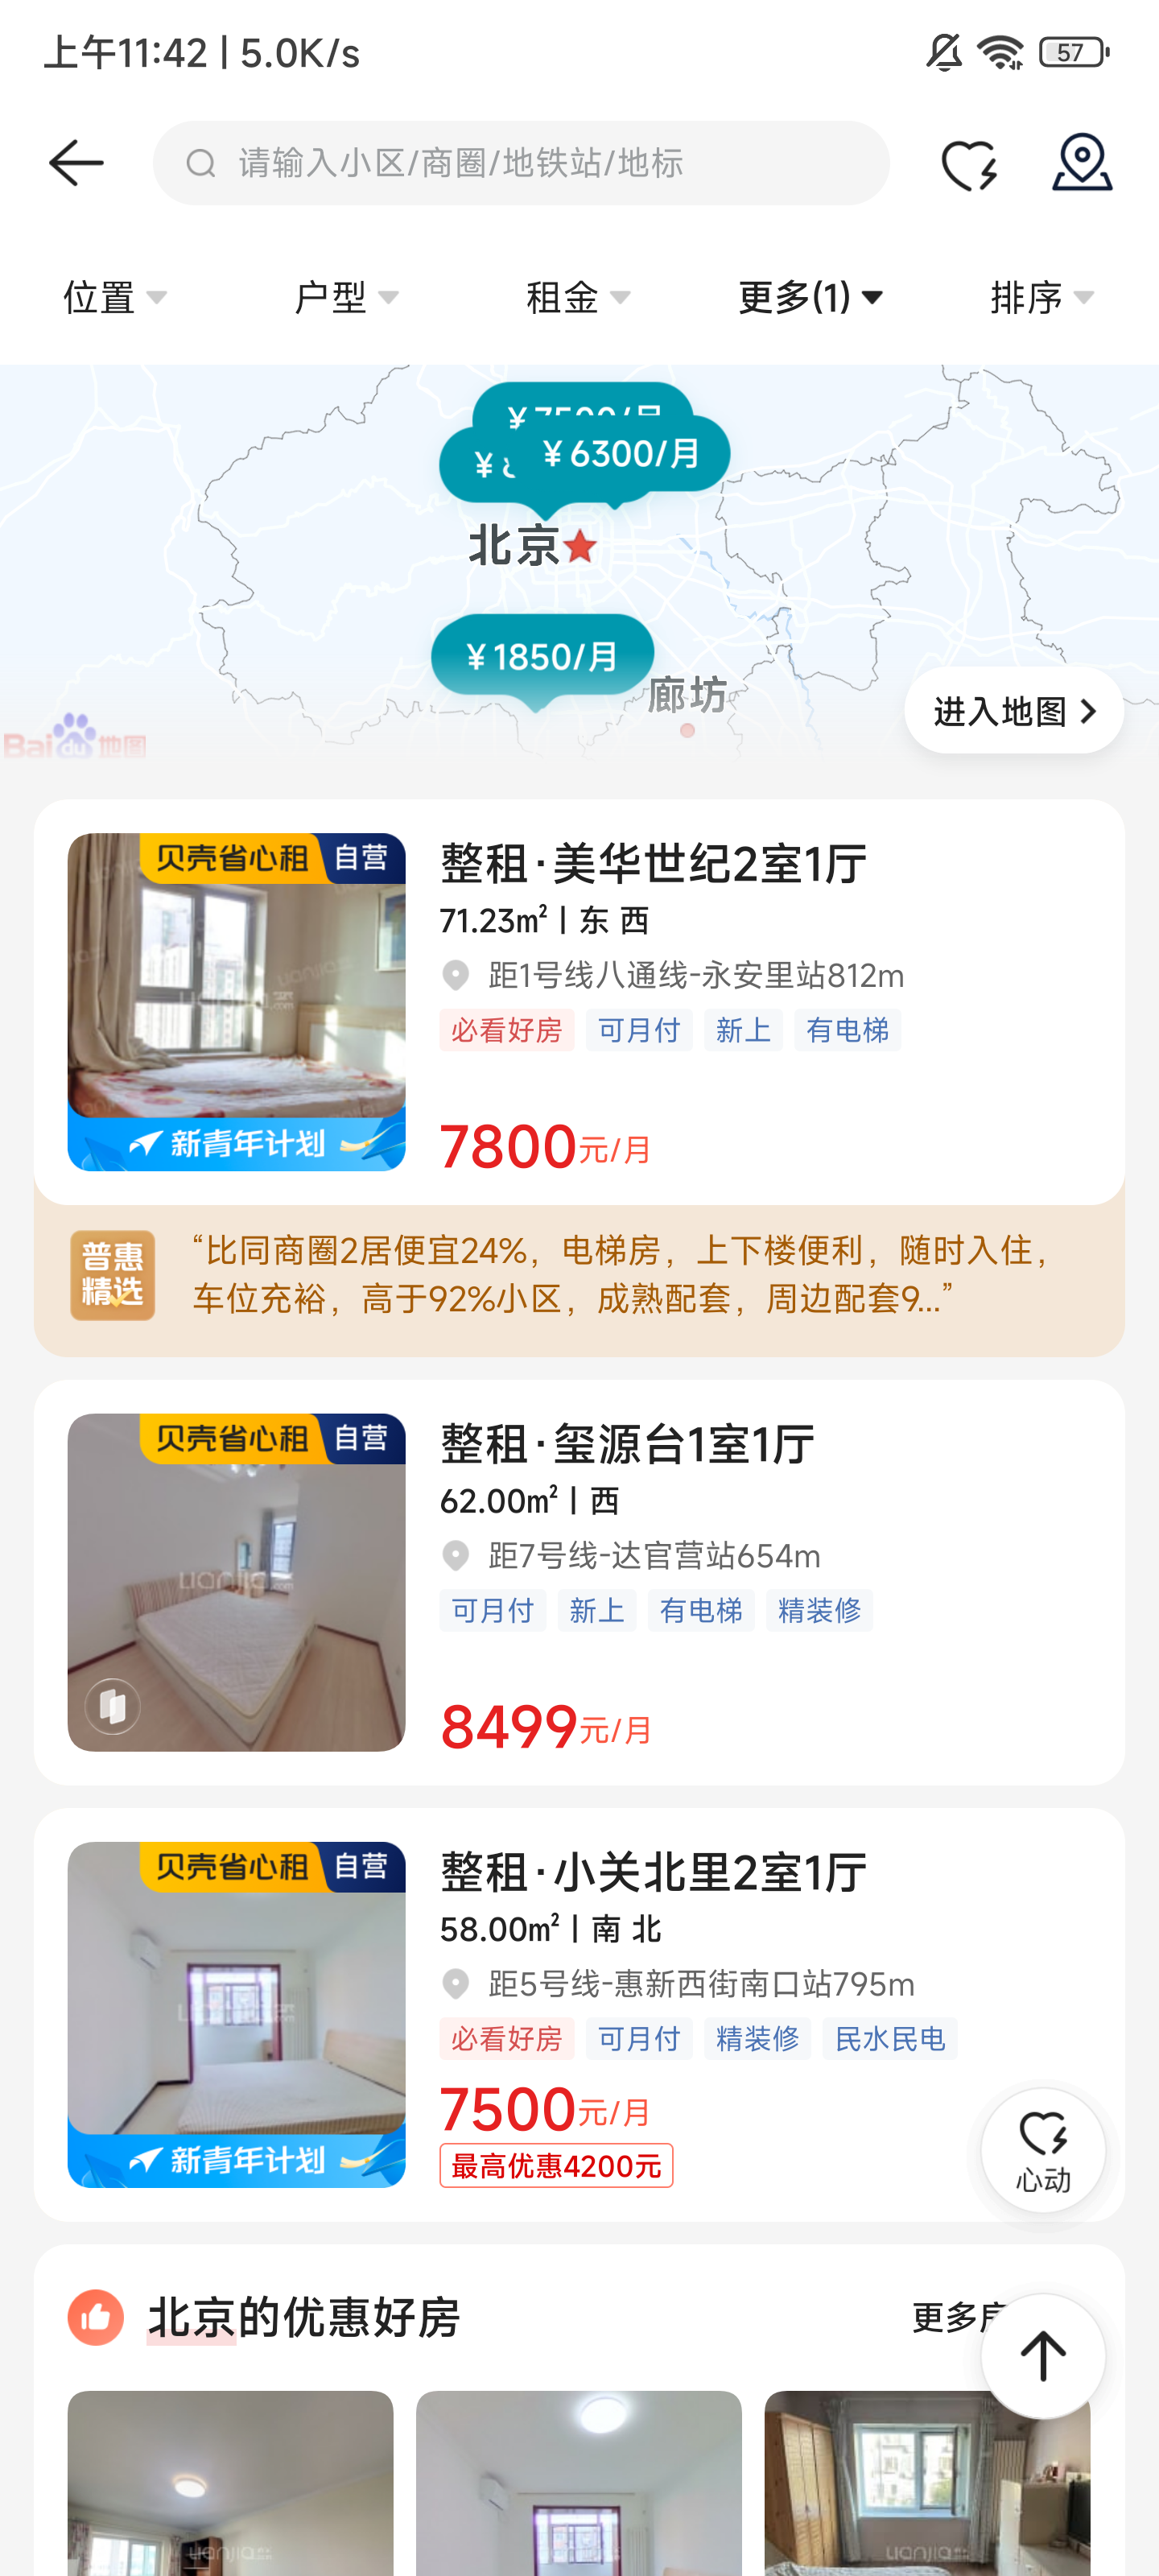 上午11:42 | 5.0K/s
57
请输入小区/商圈/地铁站/地标
位置
户型
租金
更多(1)
排序
¥7500/月
¥6300/月
¥
北京
¥1850/月
廊坊
进入地图
Bai du 地图
贝壳省心租 自营
整租·美华世纪2室1厅
71.23㎡ | 东 西
距1号线八通线-永安里站812m
必看好房 可月付 新上 有电梯
新青年计划
7800元/月
普惠精选
“比同商圈2居便宜24%，电梯房，上下楼便利，随时入住，
车位充裕，高于92%小区，成熟配套，周边配套9...”
贝壳省心租 自营
整租·玺源台1室1厅
62.00㎡ | 西
距7号线-达官营站654m
lianjia.com
可月付 新上 有电梯 精装修
8499元/月
贝壳省心租 自营
整租·小关北里2室1厅
58.00㎡ | 南 北
距5号线-惠新西街南口站795m
必看好房 可月付 精装修 民水民电
7500元/月
新青年计划
最高优惠4200元
心动
北京的优惠好房
更多
lianjia
lianjia